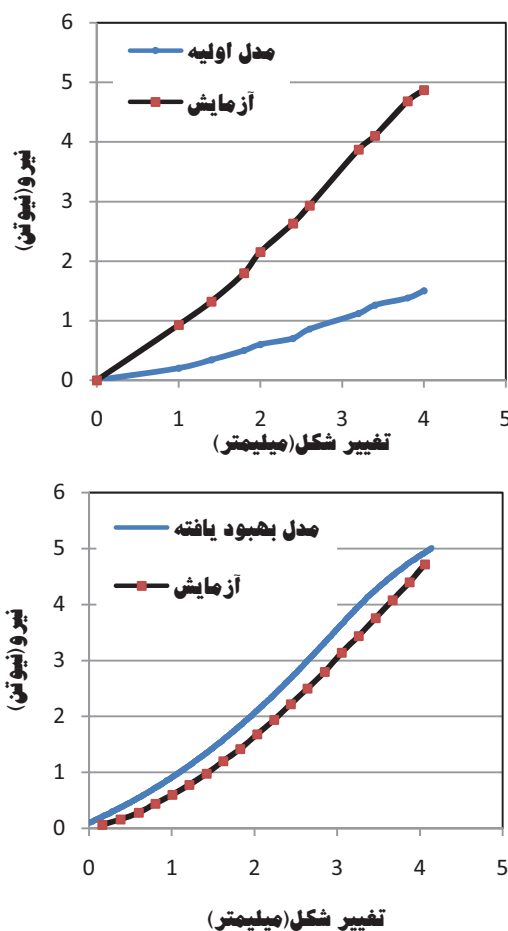 6
5
4
3
2
1
0
0 1 2 3 4 5
مدل اولیه
آزمایش
نیرو(نیوتن)
تغییر شکل(میلیمتر)
6
5
4
3
2
1
0
0 1 2 3 4 5
مدل بهبود یافته
آزمایش
نیرو(نیوتن)
تغییر شکل(میلیمتر)